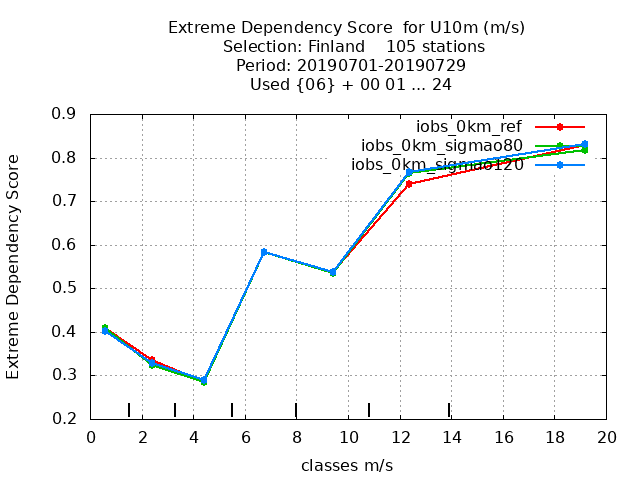 Extreme Dependency Score  for U10m (m/s)
Selection: Finland    105 stations
Period: 20190701-20190729
Used {06} + 00 01 ... 24
iobs_0km_ref
iobs_0km_sigmao80
iobs_0km_sigmao120
Extreme Dependency Score
0.9
0.8
0.7
0.6
0.5
0.4
0.3
0.2
0 2 4 6 8 10 12 14 16 18 20
classes m/s